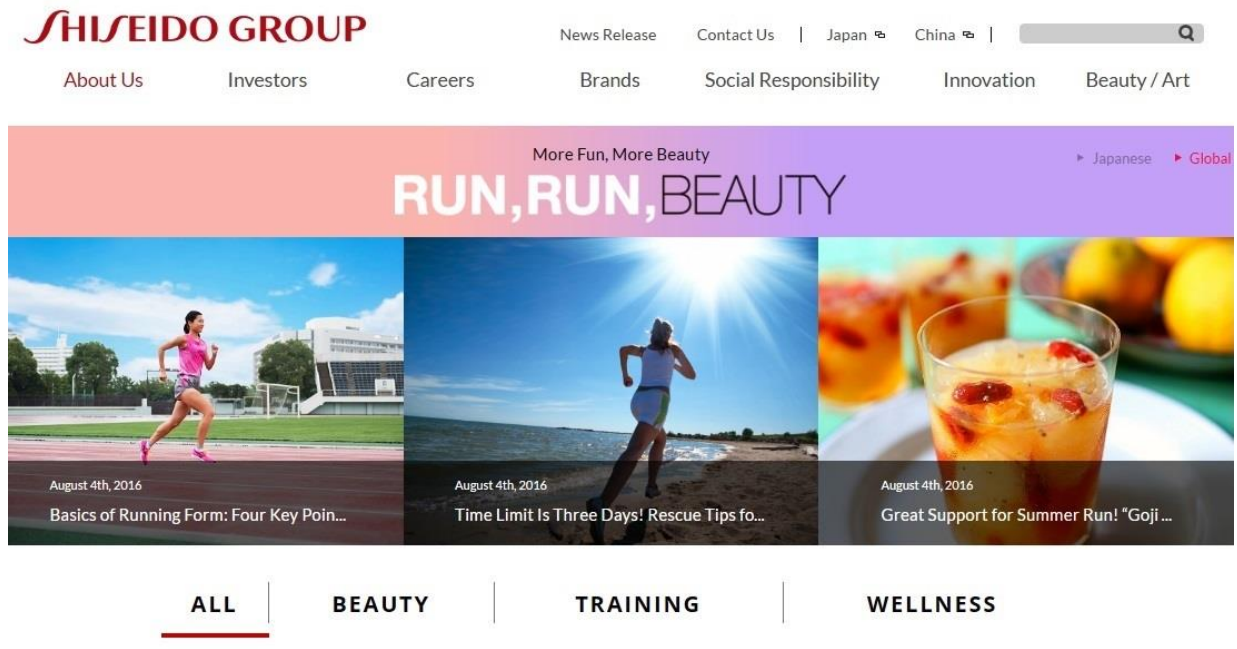 SHISEIDO GROUP
News Release Contact Us | Japan China |
About Us Investors Careers Brands Social Responsibility Innovation Beauty / Art
More Fun, More Beauty
Japanese Global
RUN,RUN,BEAUTY
August 4th, 2016
Basics of Running Form: Four Key Poin...
August 4th, 2016
Time Limit Is Three Days! Rescue Tips fo...
August 4th, 2016
Great Support for Summer Run! “Goji ...
ALL BEAUTY TRAINING WELLNESS